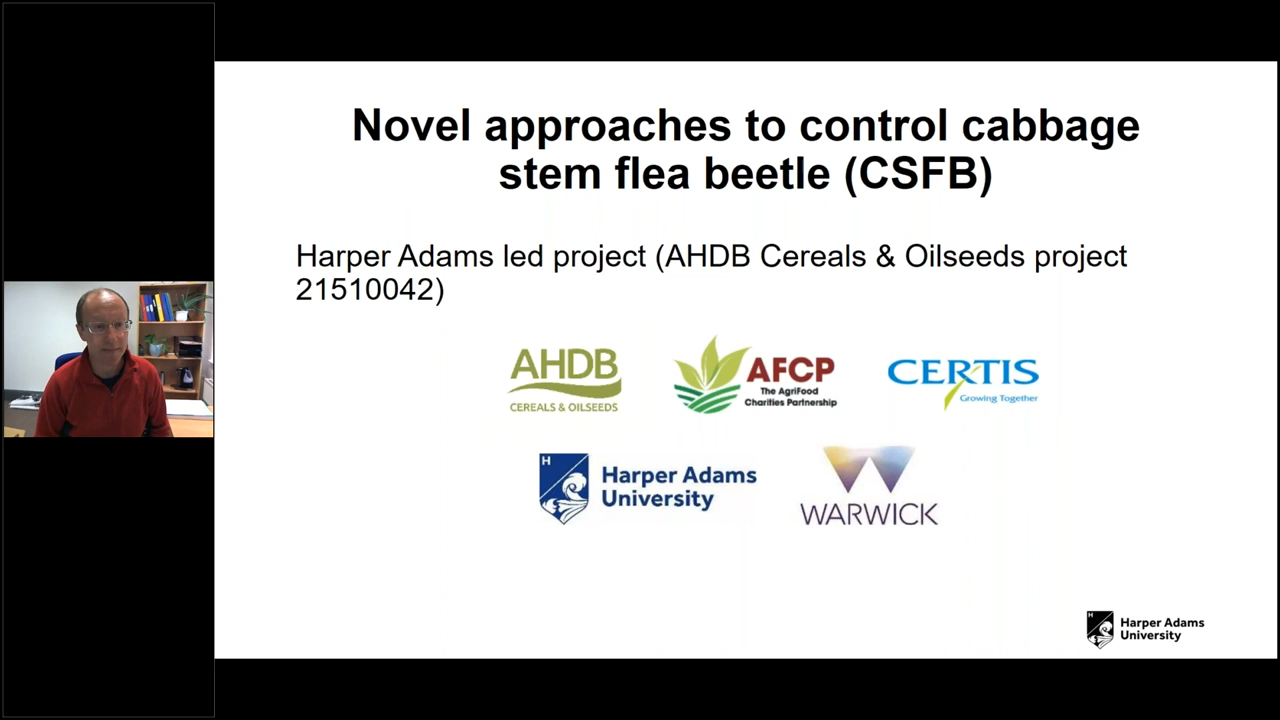 Novel approaches to control cabbage
stem flea beetle (CSFB)
Harper Adams led project (AHDB Cereals & Oilseeds project
21510042)
AHDB
CEREALS & OILSEEDS
AFCP
The AgriFood
Charities Partnership
CERTIS
Growing Together
H
Harper Adams
University
WARWICK
H
Harper Adams
University